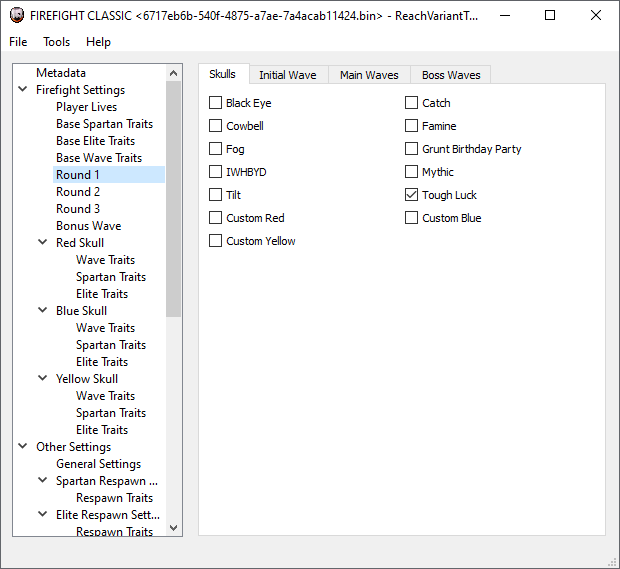 FIREFIGHT CLASSIC <6717eb6b-540f-4875-a7ae-7a4acab11424.bin> - ReachVariantT...
File Tools Help
Metadata
Firefight Settings
Player Lives
Base Spartan Traits
Base Elite Traits
Base Wave Traits
Round 1
Round 2
Round 3
Bonus Wave
Red Skull
Wave Traits
Spartan Traits
Elite Traits
Blue Skull
Wave Traits
Spartan Traits
Elite Traits
Yellow Skull
Wave Traits
Spartan Traits
Elite Traits
Other Settings
General Settings
Spartan Respawn ...
Respawn Traits
Elite Respawn Sett...
Respawn Traits
Skulls Initial Wave Main Waves Boss Waves
Black Eye Catch
Cowbell Famine
Fog Grunt Birthday Party
IWHBYD Mythic
Tilt Tough Luck
Custom Red Custom Blue
Custom Yellow